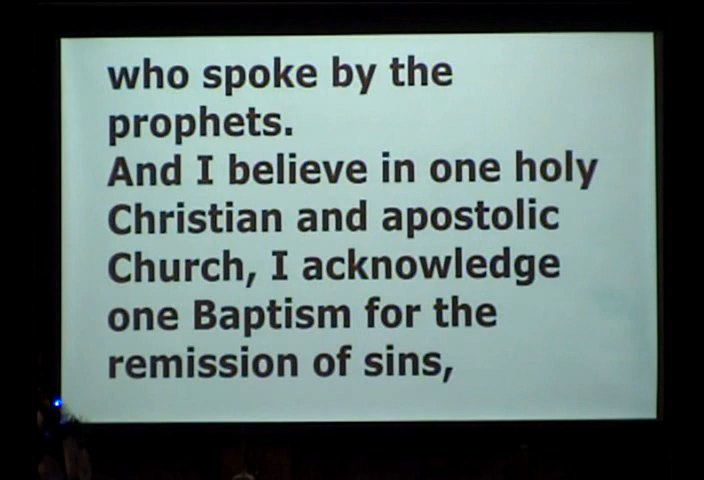 who spoke by the
prophets.
And I believe in one holy
Christian and apostolic
Church, I acknowledge
one Baptism for the
remission of sins,